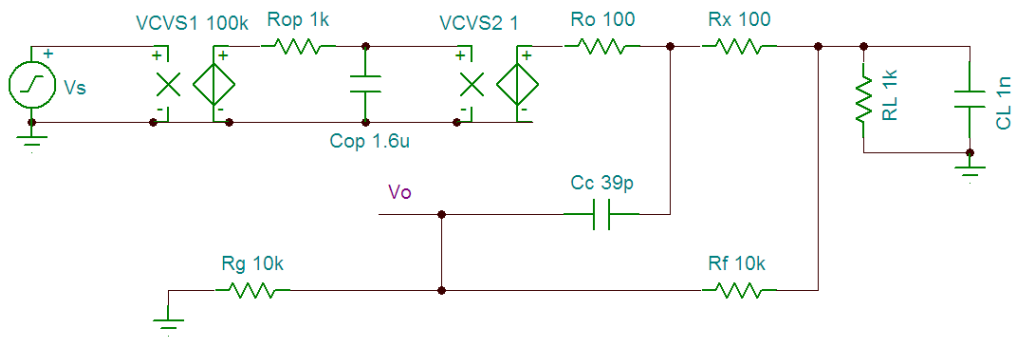 VCVS1 100k
Rop 1k
VCVS2 1
Ro 100
Rx 100
+
+
+
+
+
Vs
-
-
-
-
Cop 1.6u
RL 1k
CL 1n
Vo
Cc 39p
Rg 10k
Rf 10k